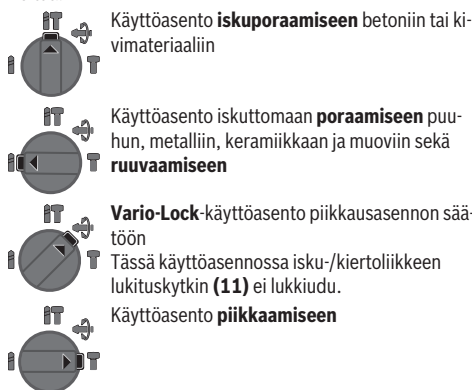 Käyttöasento iskuporaamiseen betoniin tai ki-
vimateriaaliin
Käyttöasento iskuttomaan poraamiseen puu-
hun, metalliin, keramiikkaan ja muoviin sekä
ruuvaamiseen
Vario-Lock-käyttöasento piikkausasennon sää-
töön
Tässä käyttöasennossa isku-/kiertoliikkeen
lukituskytkin (11) ei lukkiudu.
Käyttöasento piikkaamiseen